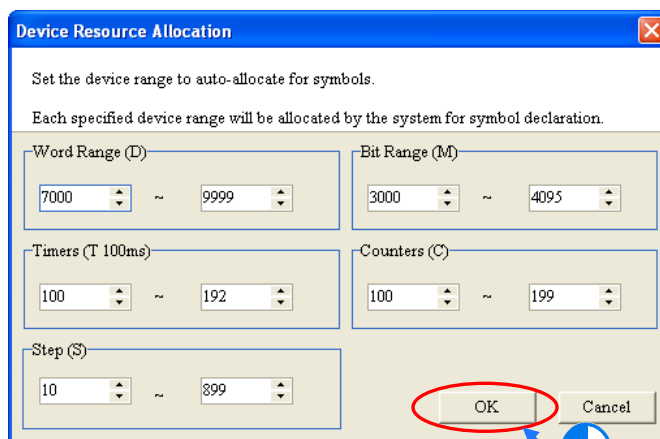 Device Resource Allocation
Set the device range to auto-allocate for symbols.
Each specified device range will be allocated by the system for symbol declaration.
Word Range (D)
7000 ~ 9999
Bit Range (M)
3000 ~ 4095
Timers (T 100ms)
100 ~ 192
Counters (C)
100 ~ 199
Step (S)
10 ~ 899
OK Cancel